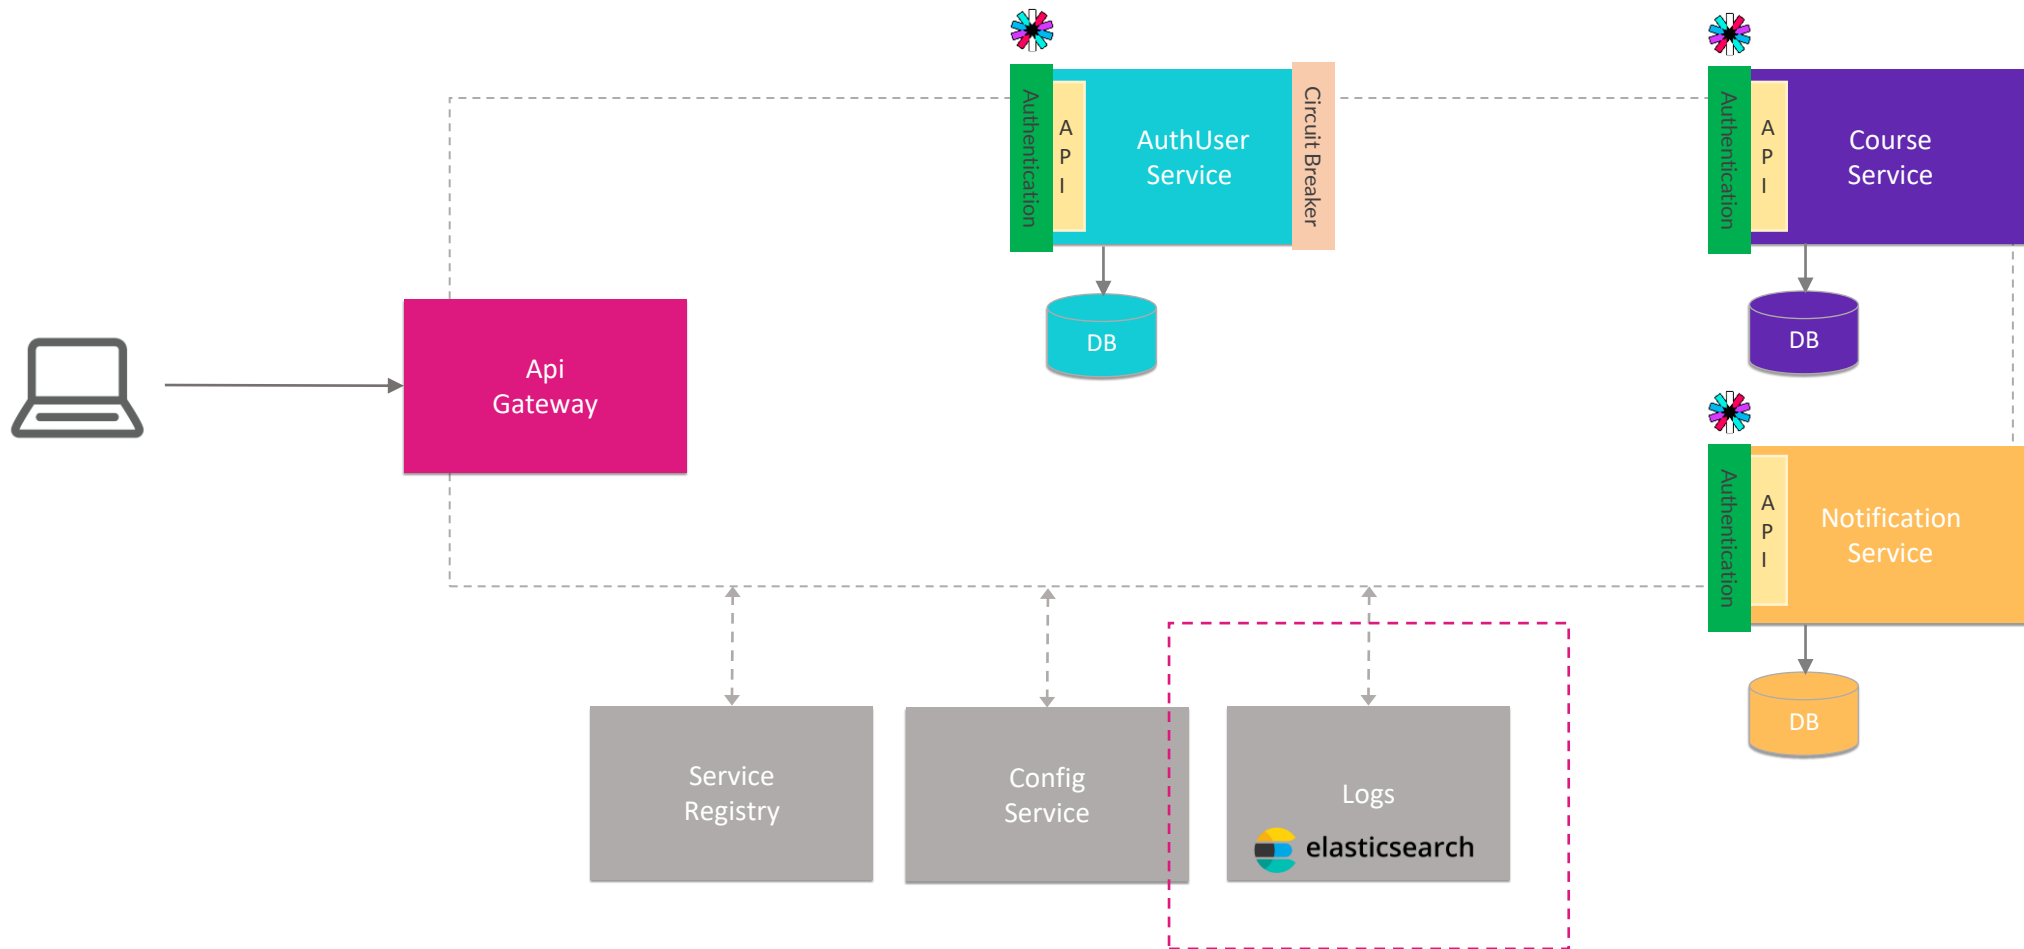 Authentication
A
P
I
AuthUser
Service
Circuit Breaker
Authentication
A
P
I
Course
Service
DB
DB
Api
Gateway
Authentication
A
P
I
Notification
Service
DB
Service
Registry
Config
Service
Logs
elasticsearch